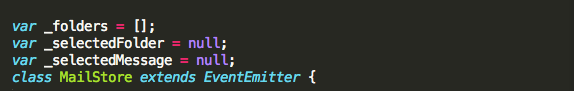 var _folders = [];
var _selectedFolder = null;
var _selectedMessage = null;
class MailStore extends EventEmitter {